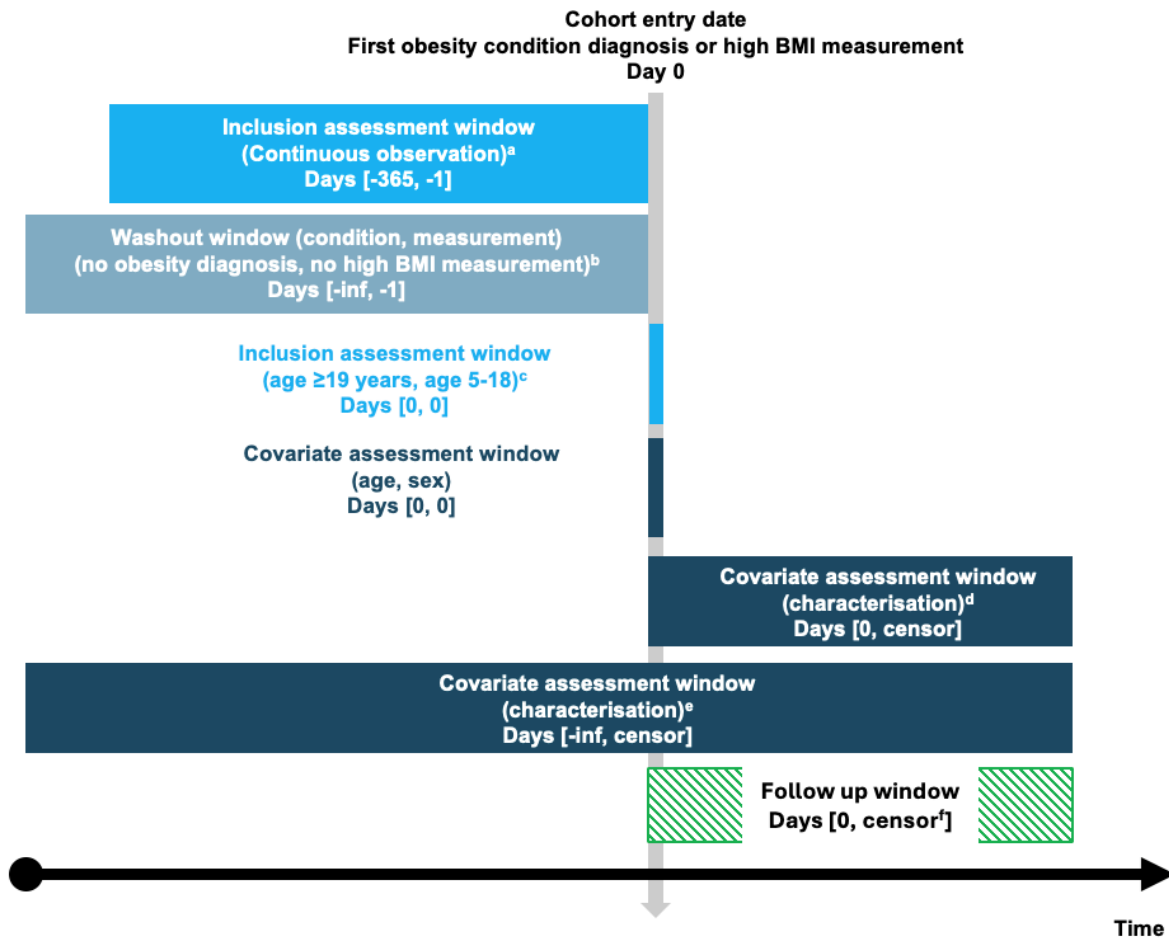 Cohort entry date
First obesity condition diagnosis or high BMI measurement
Day 0
Inclusion assessment window
(Continuous observation)ᵃ
Days [-365, -1]
Washout window (condition, measurement)
(no obesity diagnosis, no high BMI measurement)ᵇ
Days [-inf, -1]
Inclusion assessment window
(age ≥19 years, age 5-18)ᶜ
Days [0, 0]
Covariate assessment window
(age, sex)
Days [0, 0]
Covariate assessment window
(characterisation)ᵈ
Days [0, censor]
Covariate assessment window
(characterisation)ᵉ
Days [-inf, censor]
Follow up window
Days [0, censorᶠ]
Time